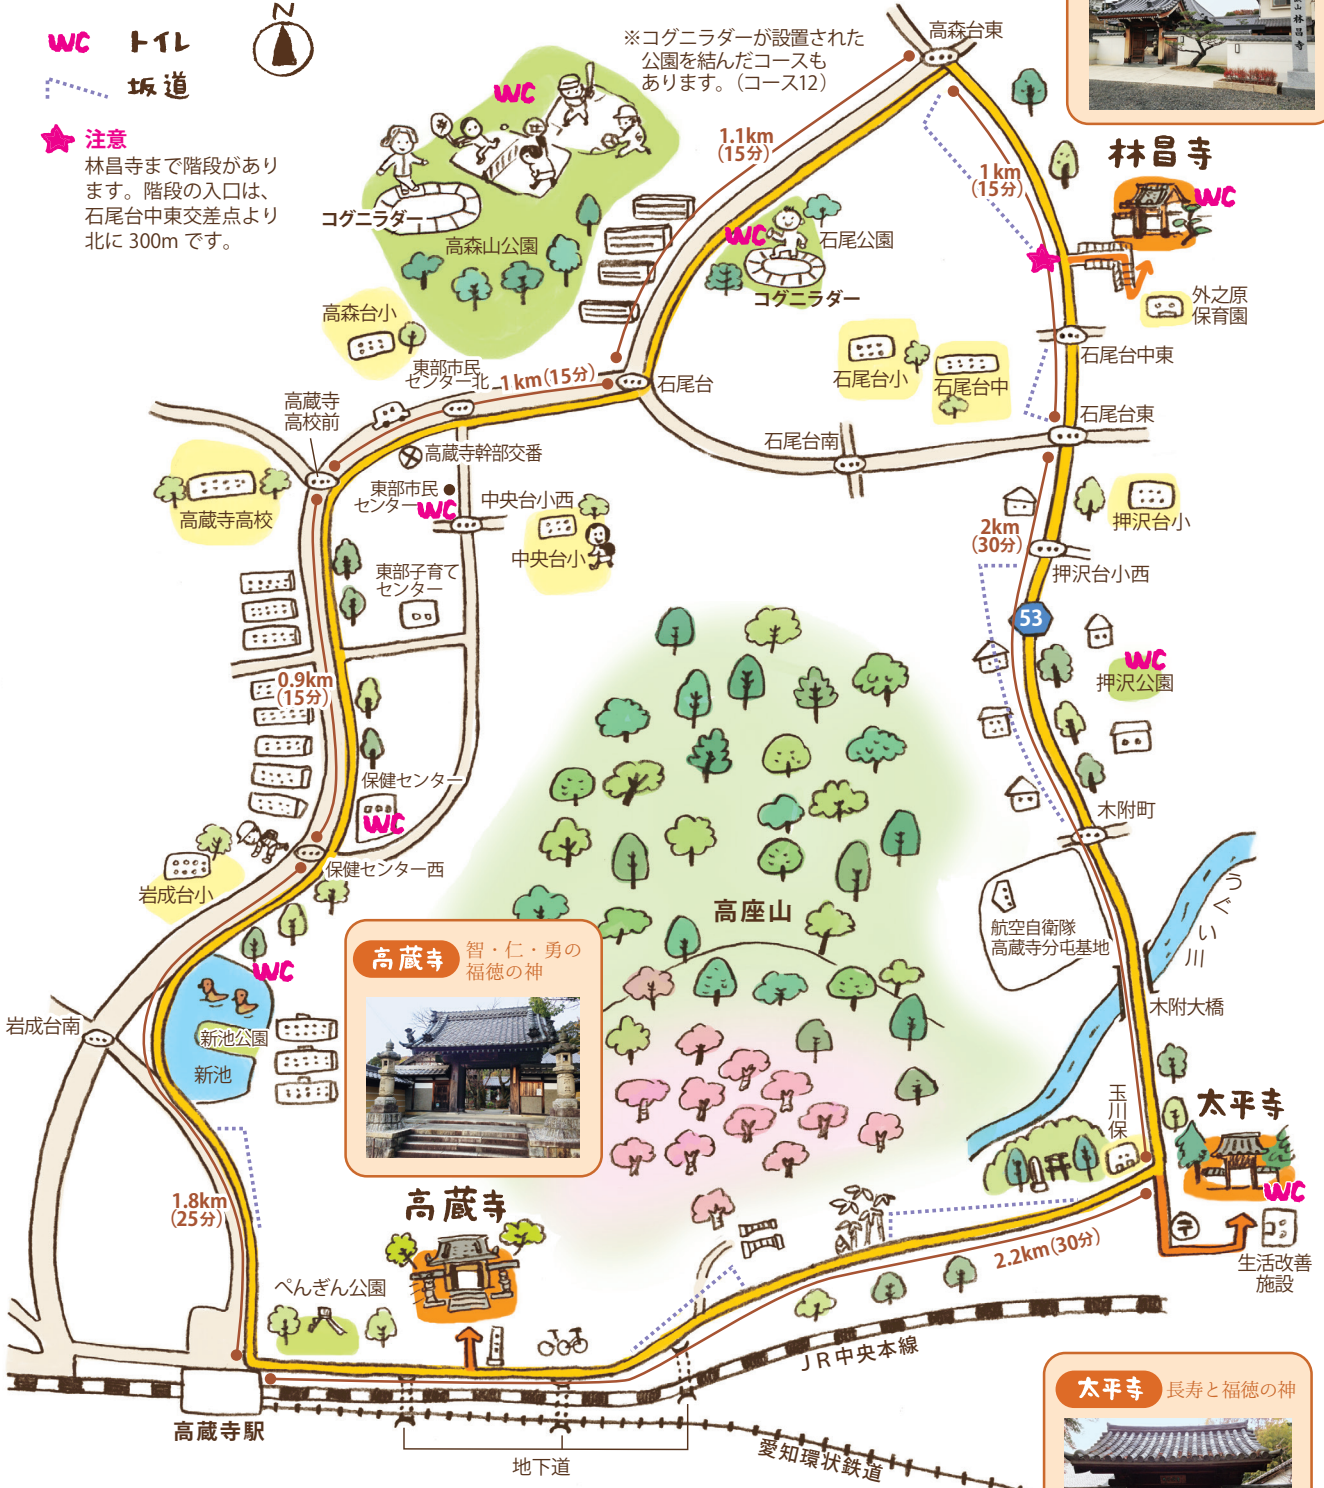 N
WC トイレ
坂道
注意
林昌寺まで階段があり
ます。階段の入口は、
石尾台中東交差点より
北に 300m です。
※コグニラダーが設置された
公園を結んだコースも
あります。（コース12）
高森台東
林昌寺
WC
林昌寺
WC
コグニラダー
高森山公園
1.1km
(15分)
1km
(15分)
WC
石尾公園
コグニラダー
外之原
保育園
高森台小
東部市民
センター北
1km(15分)
石尾台
石尾台小
石尾台中
石尾台中東
石尾台東
石尾台南
高蔵寺
高校前
高蔵寺幹部交番
高蔵寺高校
東部市民
センター
WC
中央台小西
中央台小
東部子育て
センター
2km
(30分)
押沢台小
押沢台小西
53
WC
押沢公園
0.9km
(15分)
保健センター
WC
保健センター西
岩成台小
木附町
高座山
航空自衛隊
高蔵寺分屯基地
うぐい川
木附大橋
WC
新池公園
新池
岩成台南
高蔵寺
智・仁・勇の
福徳の神
玉川保
太平寺
WC
〒
生活改善
施設
1.8km
(25分)
高蔵寺
ぺんぎん公園
2.2km(30分)
JR中央本線
高蔵寺駅
地下道
愛知環状鉄道
太平寺
長寿と福徳の神